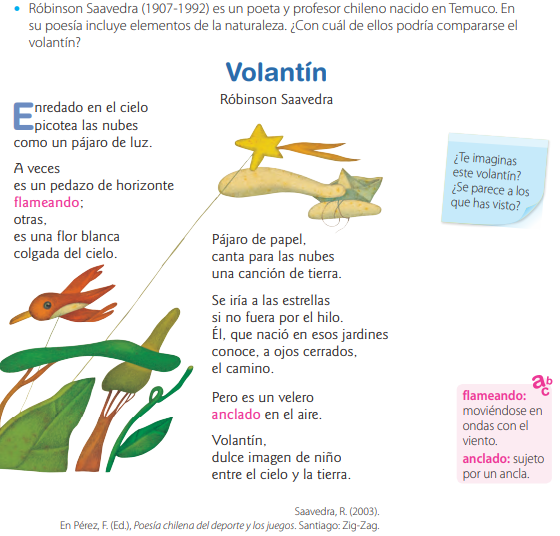 • Róbinson Saavedra (1907-1992) es un poeta y profesor chileno nacido en Temuco. En
su poesía incluye elementos de la naturaleza. ¿Con cuál de ellos podría compararse el
volantín?
Volantín
Róbinson Saavedra
Enredado en el cielo
picotea las nubes
como un pájaro de luz.
A veces
es un pedazo de horizonte
flameando;
otras,
es una flor blanca
colgada del cielo.
Pájaro de papel,
canta para las nubes
una canción de tierra.
Se iría a las estrellas
si no fuera por el hilo.
Él, que nació en esos jardines
conoce, a ojos cerrados,
el camino.
Pero es un velero
anclado en el aire.
Volantín,
dulce imagen de niño
entre el cielo y la tierra.
¿Te imaginas
este volantín?
¿Se parece a los
que has visto?
abc
flameando:
moviéndose en
ondas con el
viento.
anclado: sujeto
por un ancla.
Saavedra, R. (2003).
En Pérez, F. (Ed.), Poesía chilena del deporte y los juegos. Santiago: Zig-Zag.